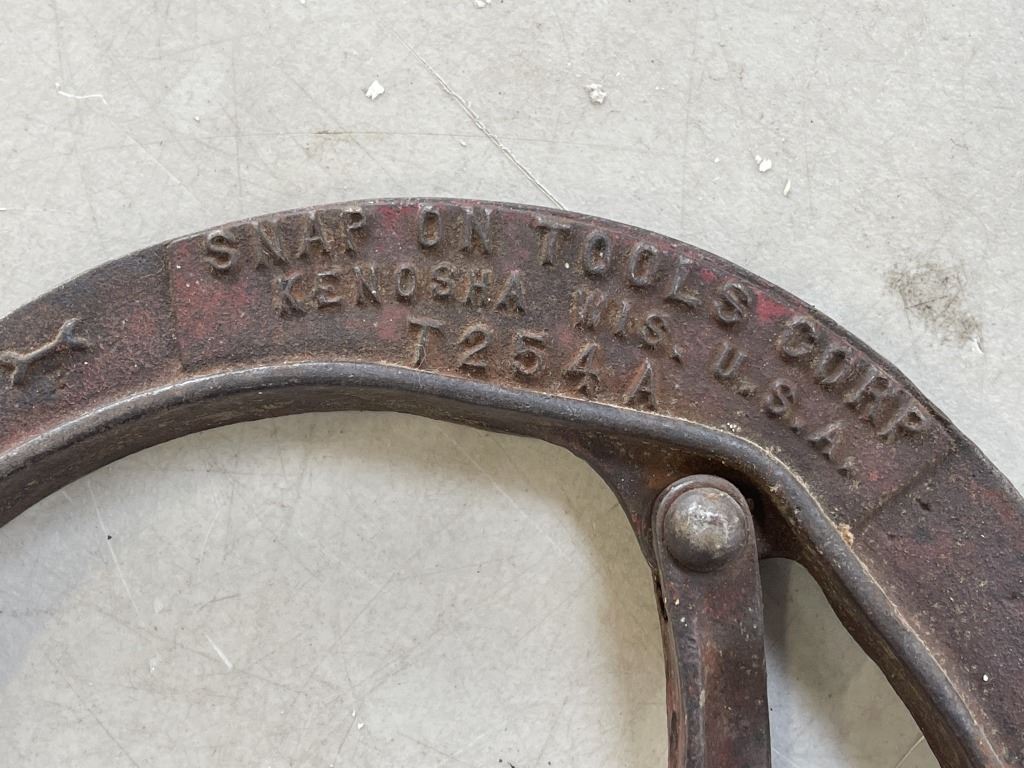 SNAP ON TOOLS CORP
KENOSHA WIS. U.S.A.
T254A